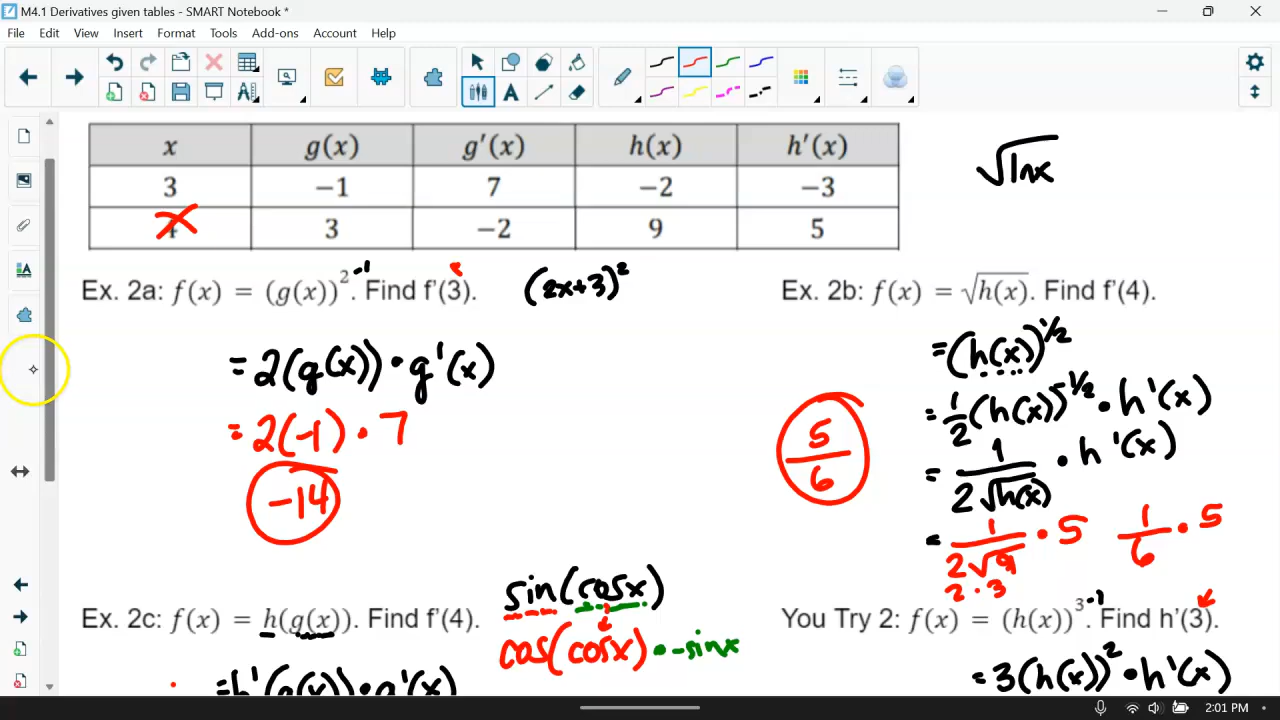 M4.1 Derivatives given tables - SMART Notebook *
File Edit View Insert Format Tools Add-ons Account Help
x g(x) g′(x) h(x) h′(x)
3 −1 7 −2 −3
4 3 −2 9 5
√lnx
Ex. 2a: f(x) = (g(x))² ⁻¹. Find f'(3).
(2x+3)²
= 2(g(x)) • g'(x)
= 2(-1) • 7
-14
Ex. 2b: f(x) = √h(x). Find f'(4).
= (h(x))^1/2
= 1/2 (h(x))^-1/2 • h'(x)
= 1/(2√h(x)) • h'(x)
= 1/(2√9) • 5 1/6 • 5
2 • 3
5/6
Ex. 2c: f(x) = h(g(x)). Find f'(4).
sin(cosx)
cos(cosx) • -sinx
= h'(g(x)) • g'(x)
You Try 2: f(x) = (h(x))³ ⁻¹. Find h'(3).
= 3(h(x))² • h'(x)
2:01 PM